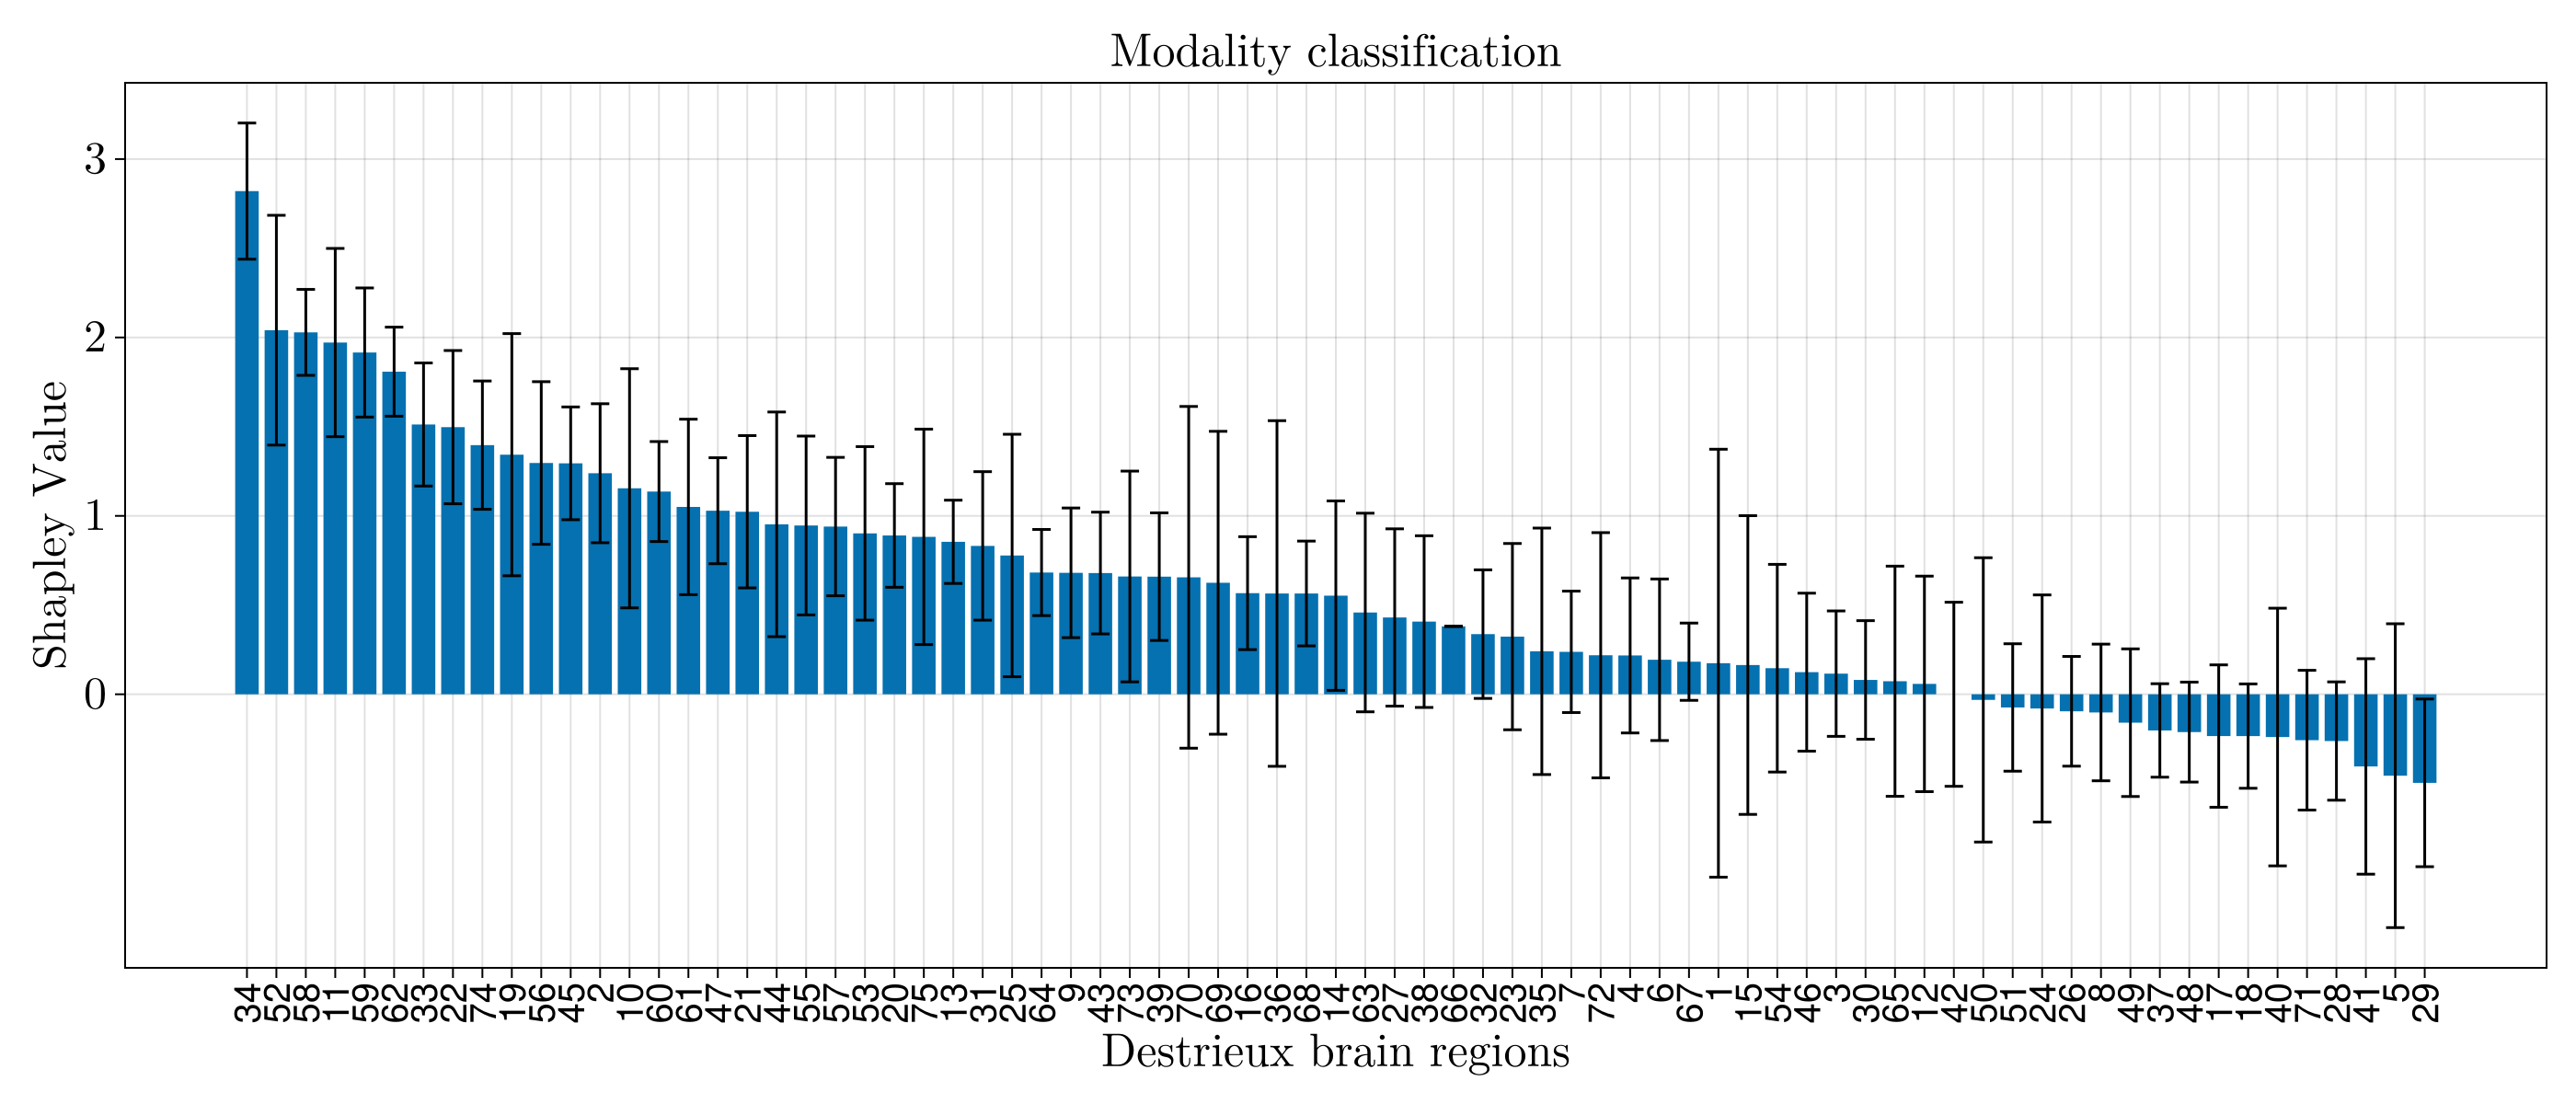 Modality classification
3
2
1
0
Shapley Value
34 52 58 11 59 62 33 22 74 19 56 45 2 10 60 61 47 21 44 55 57 53 20 75 13 31 25 64 9 43 73 39 70 69 16 36 68 14 63 27 38 66 32 23 35 7 72 4 6 67 1 15 54 46 3 30 65 12 42 50 51 24 26 8 49 37 48 17 18 40 71 28 41 5 29
Destrieux brain regions